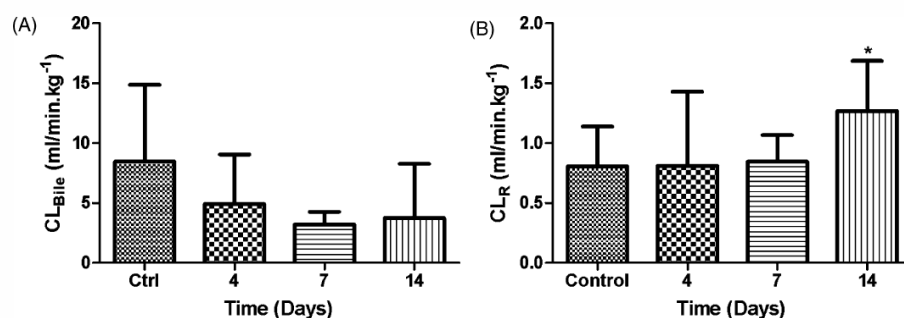 (A)
CL_Bile (ml/min.kg⁻¹)
20
15
10
5
0
Ctrl 4 7 14
Time (Days)
(B)
CL_R (ml/min.kg⁻¹)
2.0
1.5
1.0
0.5
0.0
*
Control 4 7 14
Time (Days)